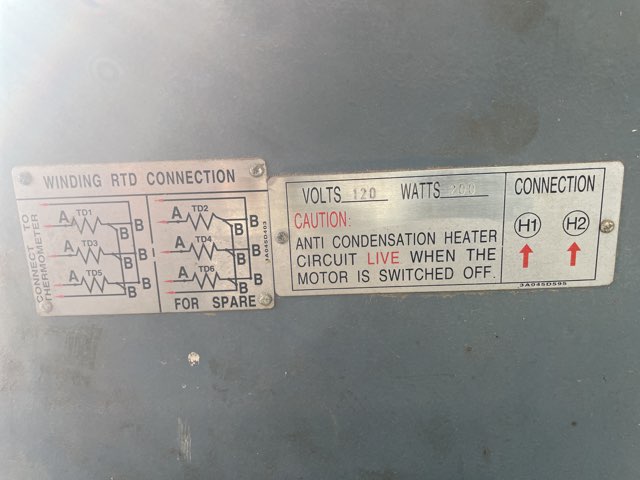 WINDING RTD CONNECTION
CONNECT TO
THERMOMETER
A TD1 B B
A TD3 B B
A TD5 B B
A TD2 B B
A TD4 B B
A TD6 B B
FOR SPARE
3A045D403
VOLTS 120 WATTS
CAUTION:
ANTI CONDENSATION HEATER
CIRCUIT LIVE WHEN THE
MOTOR IS SWITCHED OFF.
CONNECTION
H1 H2
3A045D595